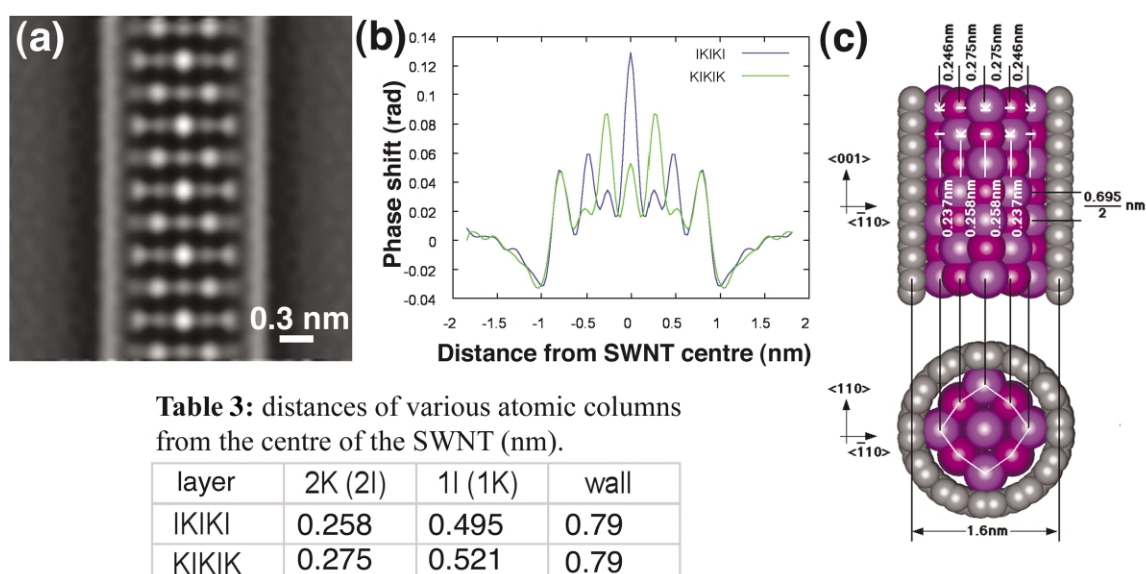 (a)
0.3 nm
(b)
0.14
0.12
0.1
0.08
0.06
0.04
0.02
0
-0.02
-0.04
Phase shift (rad)
IKIKI
KIKIK
-2
-1.5
-1
-0.5
0
0.5
1
1.5
2
Distance from SWNT centre (nm)
(c)
0.246nm
0.275nm
0.275nm
0.246nm
K I K I K
I K I K I
<001>
<1̄10>
0.237nm
0.258nm
0.258nm
0.237nm
0.695
2 nm
<110>
<1̄10>
1.6nm
Table 3: distances of various atomic columns
from the centre of the SWNT (nm).
layer 2K (2I) 1I (1K) wall
IKIKI 0.258 0.495 0.79
KIKIK 0.275 0.521 0.79